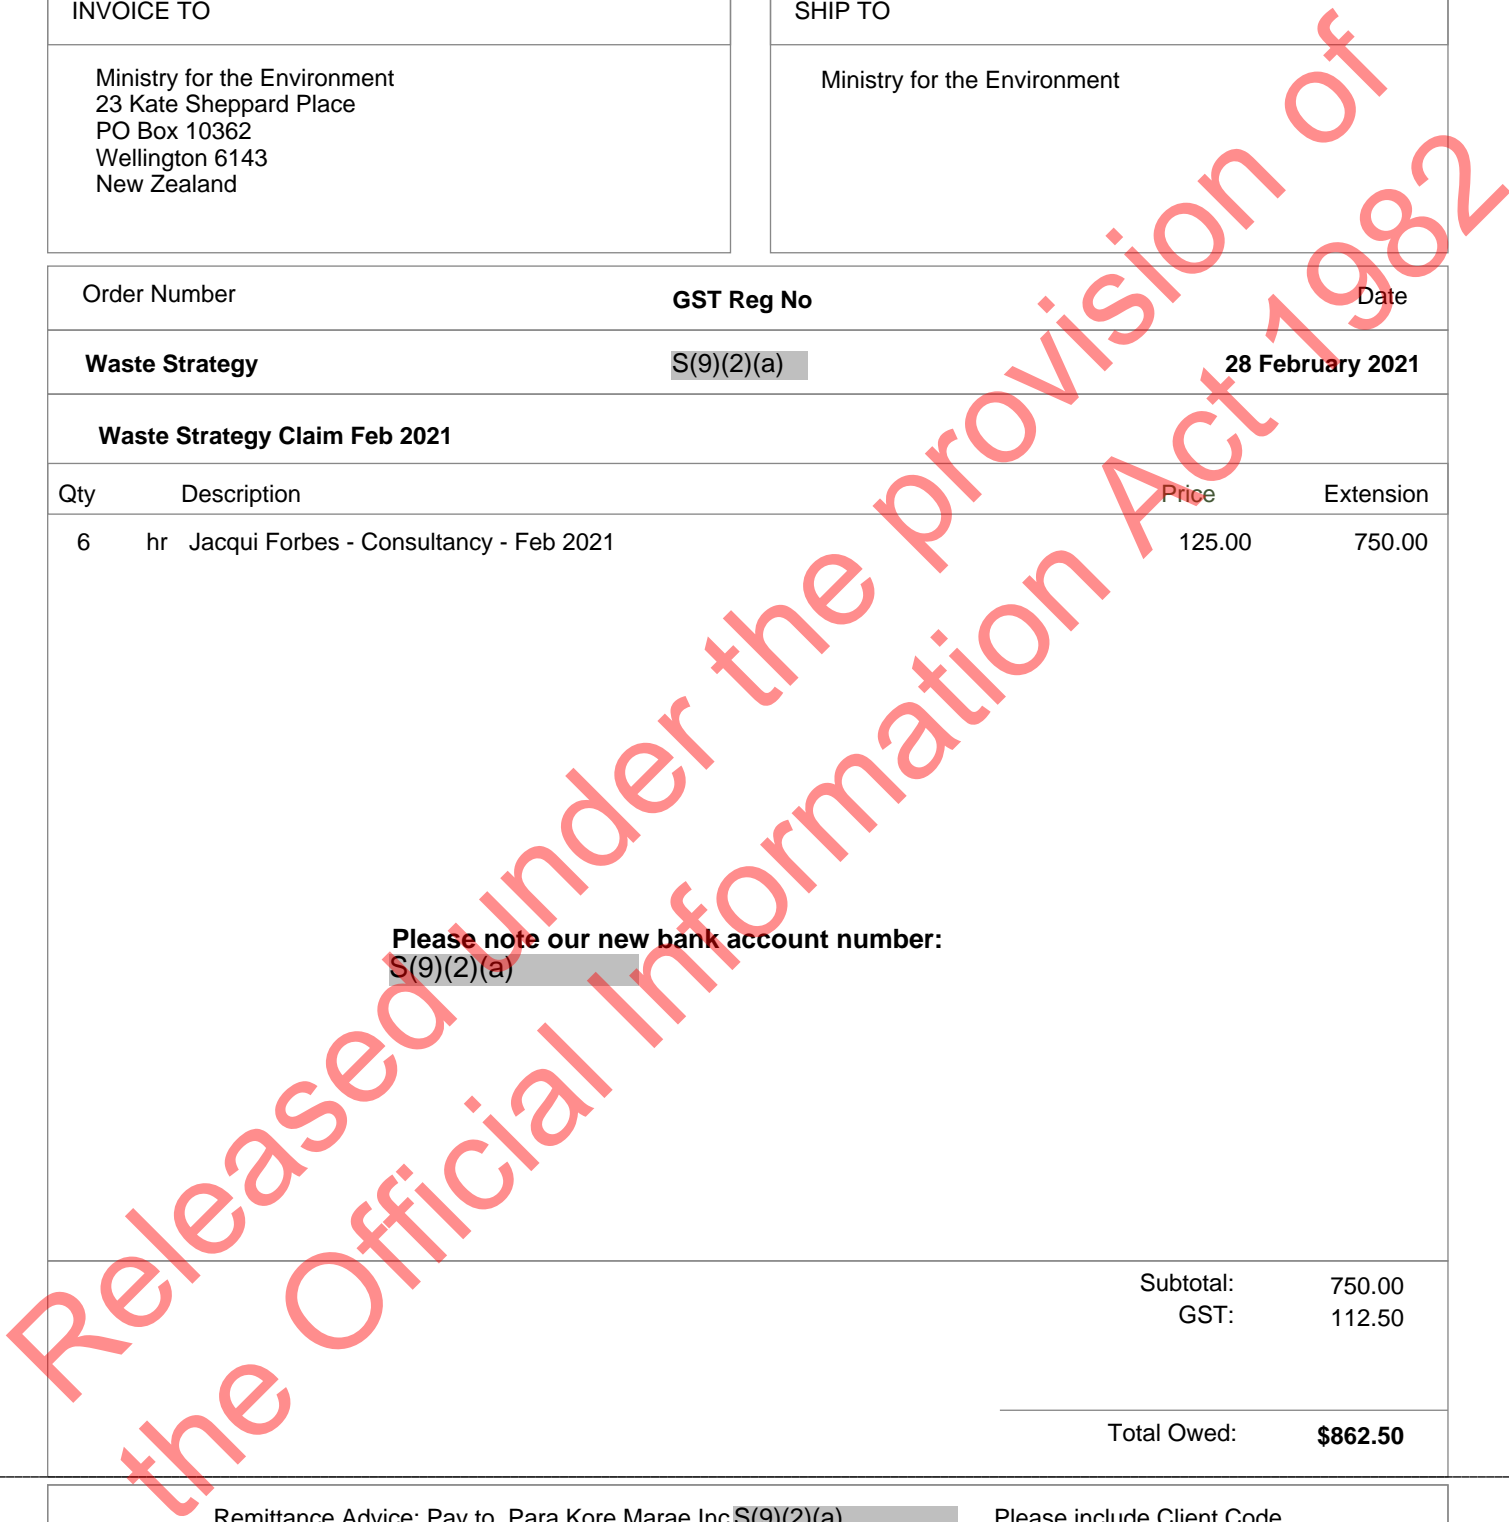 INVOICE TO
SHIP TO
Ministry for the Environment
23 Kate Sheppard Place
PO Box 10362
Wellington 6143
New Zealand
Ministry for the Environment
Order Number GST Reg No Date
Waste Strategy S(9)(2)(a) 28 February 2021
Waste Strategy Claim Feb 2021
Qty Description Price Extension
6 hr Jacqui Forbes - Consultancy - Feb 2021 125.00 750.00
Please note our new bank account number:
S(9)(2)(a)
Subtotal: 750.00
GST: 112.50
Total Owed: $862.50
Remittance Advice: Pay to Para Kore Marae Inc S(9)(2)(a) Please include Client Code
Released under the provision of
the Official Information Act 1982